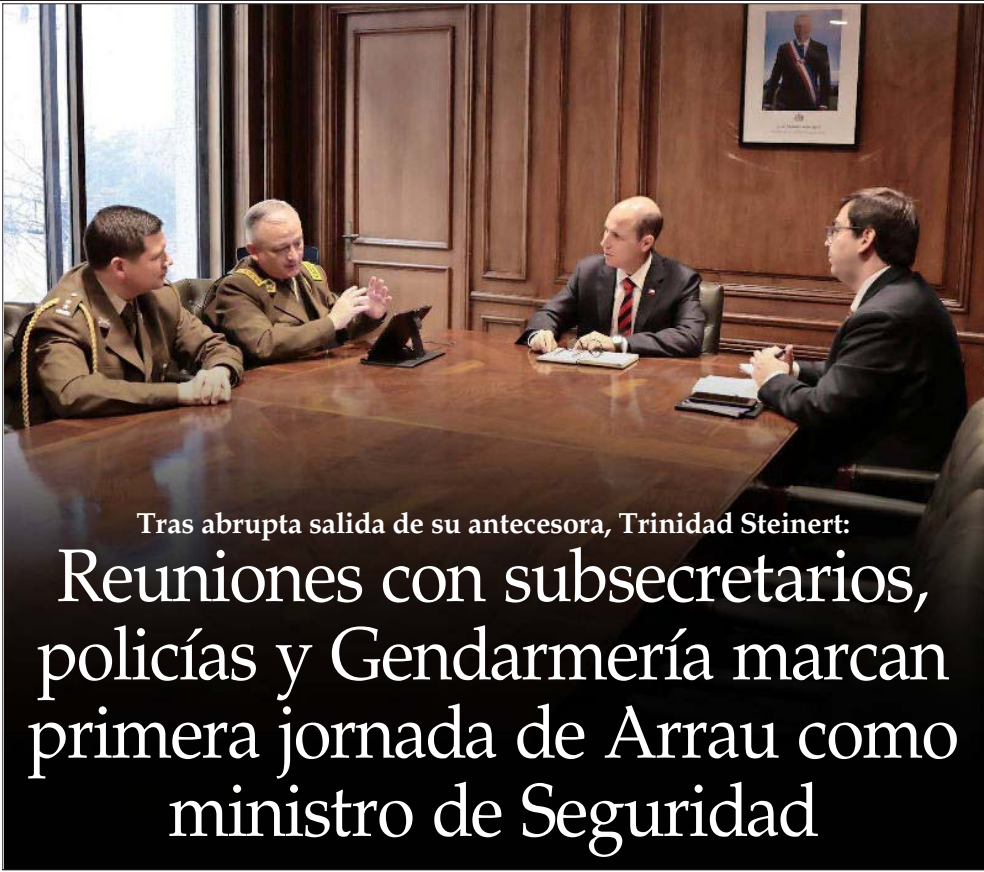 Tras abrupta salida de su antecesora, Trinidad Steinert:
Reuniones con subsecretarios,
policías y Gendarmería marcan
primera jornada de Arrau como
ministro de Seguridad